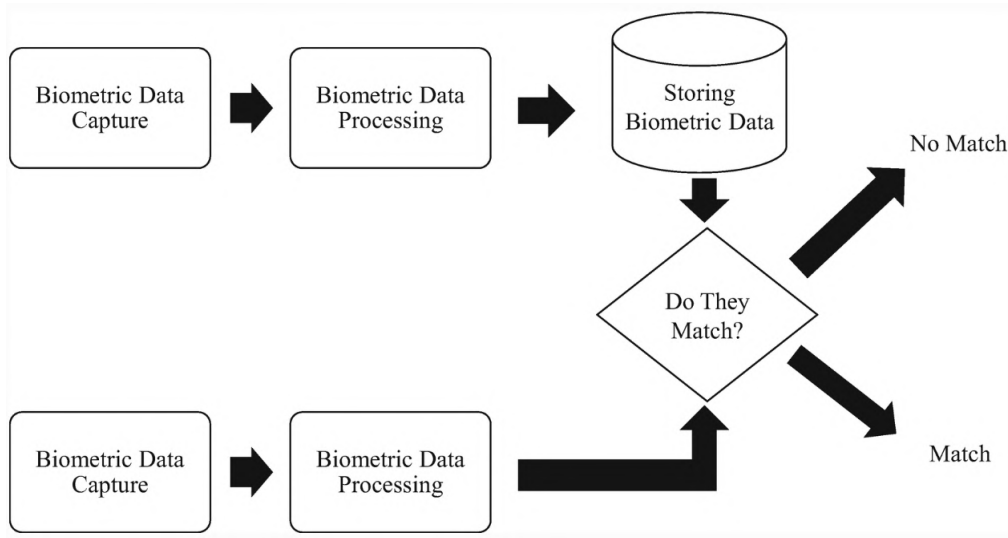 Biometric Data
Capture
Biometric Data
Processing
Storing
Biometric Data
No Match
Do They
Match?
Biometric Data
Capture
Biometric Data
Processing
Match